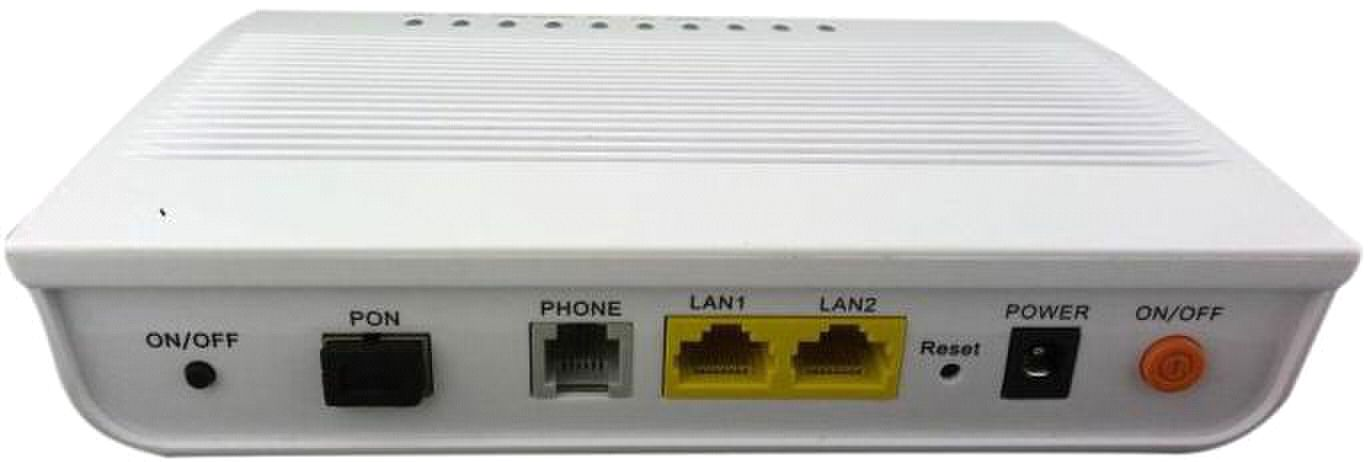 ON/OFF
PON
PHONE
LAN1
LAN2
Reset
POWER
ON/OFF